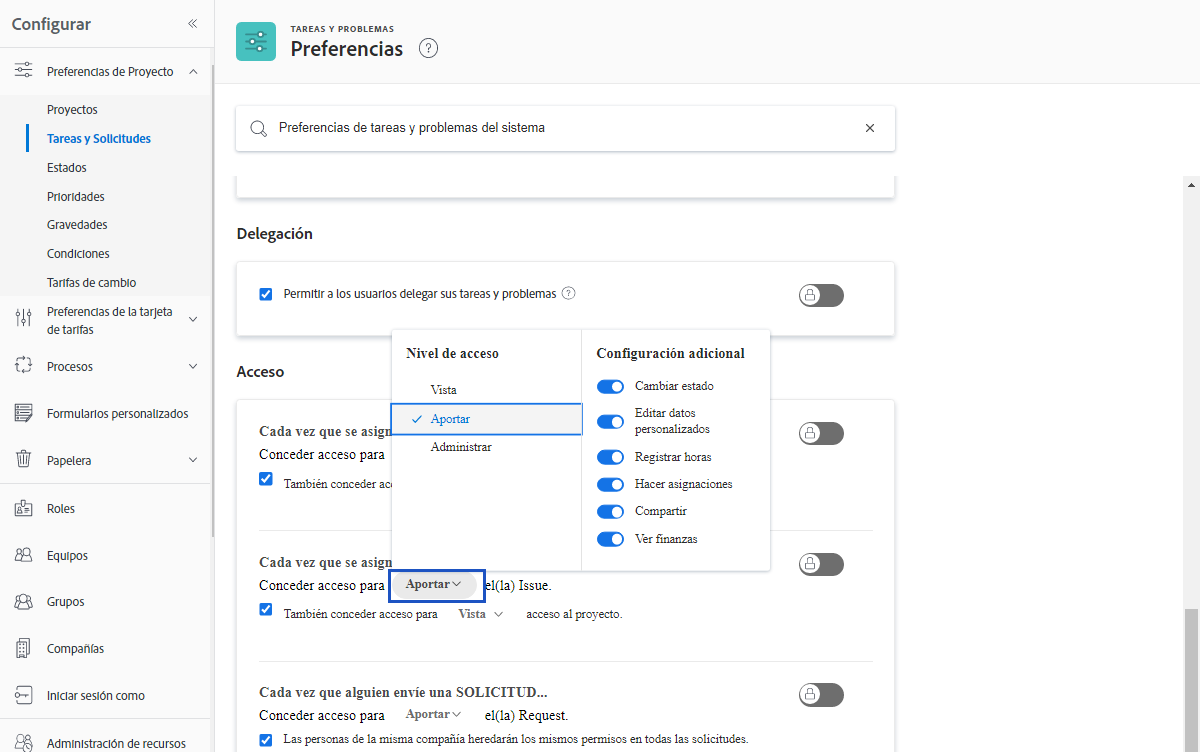 Configurar
Preferencias de Proyecto
Proyectos
Tareas y Solicitudes
Estados
Prioridades
Gravedades
Condiciones
Tarifas de cambio
Preferencias de la tarjeta
de tarifas
Procesos
Formularios personalizados
Papelera
Roles
Equipos
Grupos
Compañías
Iniciar sesión como
Administración de recursos
TAREAS Y PROBLEMAS
Preferencias
?
Preferencias de tareas y problemas del sistema
Delegación
Permitir a los usuarios delegar sus tareas y problemas ?
Acceso
Cada vez que se asign
Conceder acceso para
También conceder acc
Nivel de acceso
Vista
Aportar
Administrar
Configuración adicional
Cambiar estado
Editar datos
personalizados
Registrar horas
Hacer asignaciones
Compartir
Ver finanzas
Cada vez que se asign
Conceder acceso para Aportar el(la) Issue.
También conceder acceso para Vista acceso al proyecto.
Cada vez que alguien envíe una SOLICITUD...
Conceder acceso para Aportar el(la) Request.
Las personas de la misma compañía heredarán los mismos permisos en todas las solicitudes.